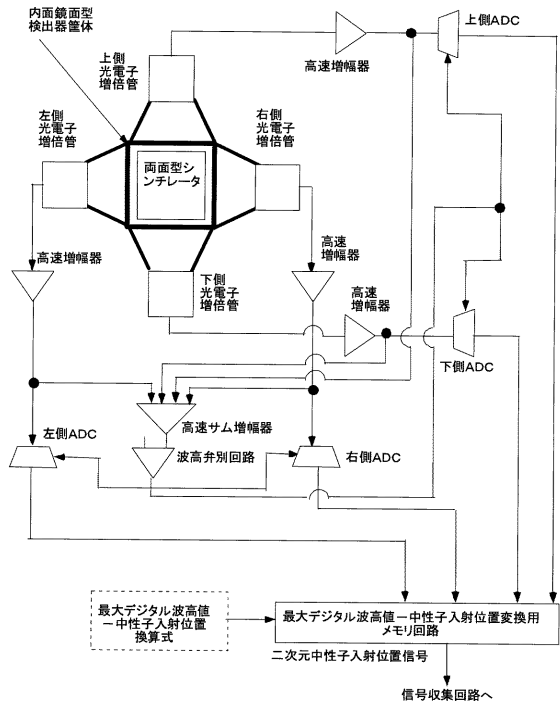 内面鏡面型
検出器筐体
上側
光電子
増倍管
高速増幅器
上側ADC
左側
光電子
増倍管
右側
光電子
増倍管
両面型シ
ンチレータ
高速増幅器
高速
増幅器
下側
光電子
増倍管
高速
増幅器
下側ADC
高速サム増幅器
左側ADC
波高弁別回路
右側ADC
最大デジタル波高値
－中性子入射位置
換算式
最大デジタル波高値－中性子入射位置変換用
メモリ回路
二次元中性子入射位置信号
信号収集回路へ